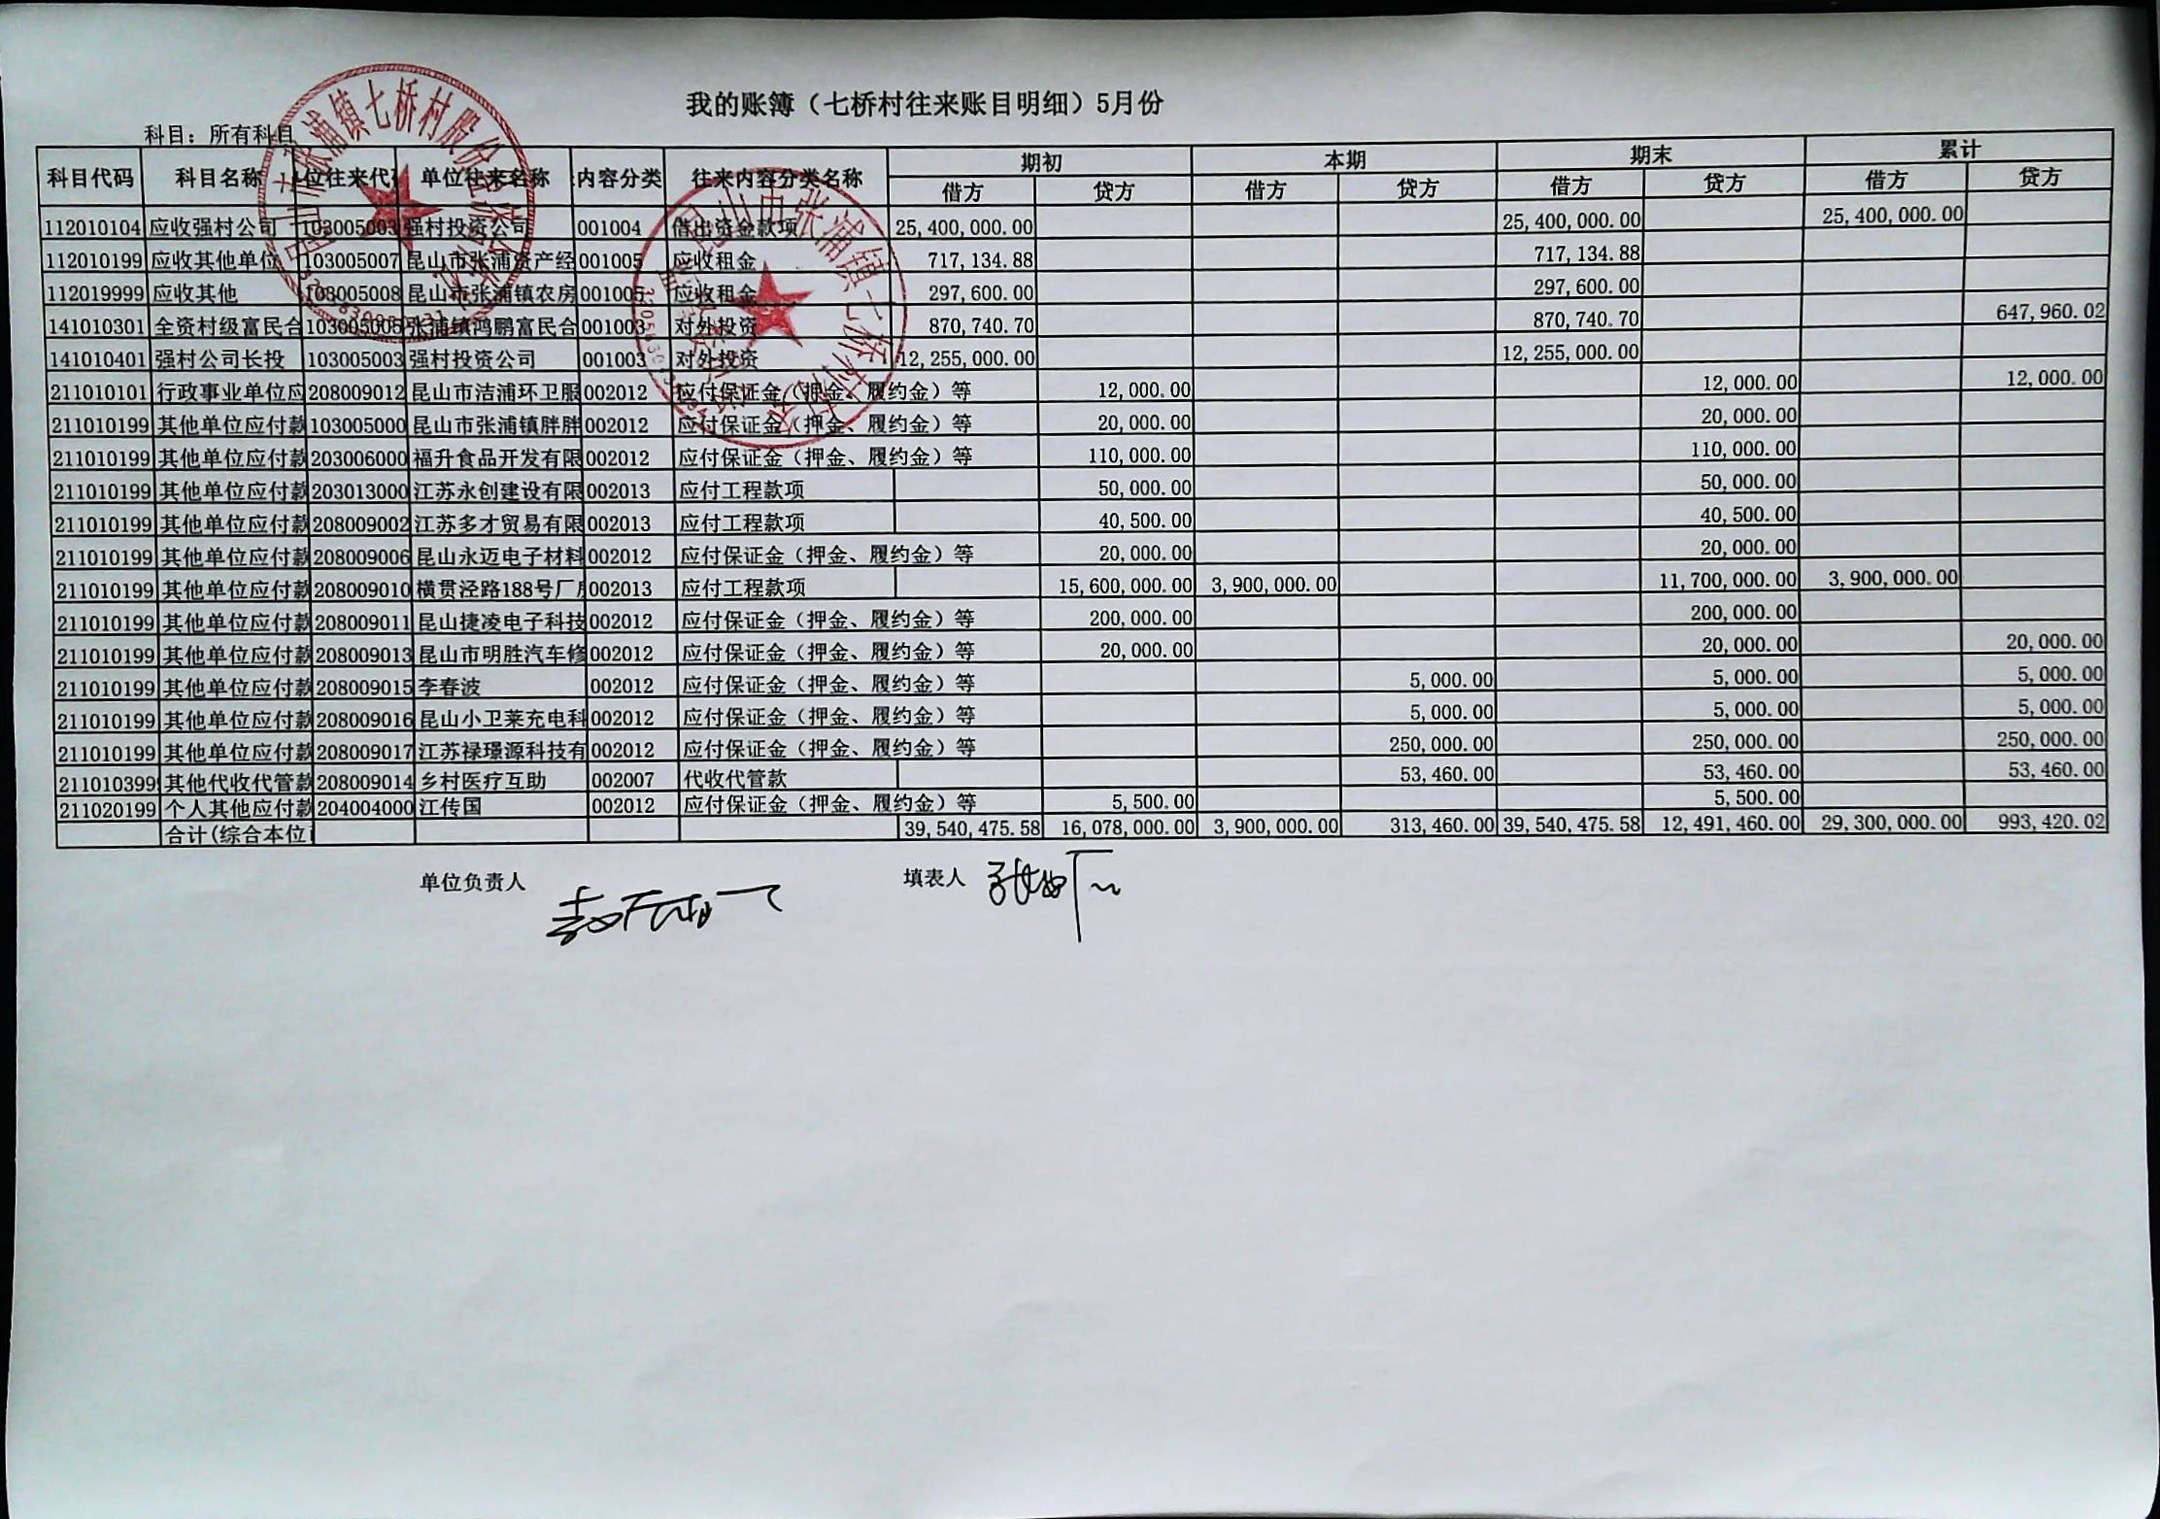 我的账簿（七桥村往来账目明细）5月份
科目：所有科目
科目代码 科目名称 位往来代 单位往来名称 内容分类 往来内容分类名称 期初 本期 期末 累计
借方 贷方 借方 贷方 借方 贷方 借方 贷方
112010104 应收强村公司 103005003 强村投资公司 001004 借出资金款项 25,400,000.00 25,400,000.00 25,400,000.00
112010199 应收其他单位 103005007 昆山市张浦资产经 001005 应收租金 717,134.88 717,134.88
112019999 应收其他 103005008 昆山市张浦镇农房 001005 应收租金 297,600.00 297,600.00
141010301 全资村级富民合 103005005 张浦镇鸿鹏富民合 001003 对外投资 870,740.70 870,740.70 647,960.02
141010401 强村公司长投 103005003 强村投资公司 001003 对外投资 12,255,000.00 12,255,000.00
211010101 行政事业单位应 208009012 昆山市洁浦环卫服 002012 应付保证金（押金、履约金）等 12,000.00 12,000.00 12,000.00
211010199 其他单位应付款 103005000 昆山市张浦镇胖胖 002012 应付保证金（押金、履约金）等 20,000.00 20,000.00
211010199 其他单位应付款 203006000 福升食品开发有限 002012 应付保证金（押金、履约金）等 110,000.00 110,000.00
211010199 其他单位应付款 203013000 江苏永创建设有限 002013 应付工程款项 50,000.00 50,000.00
211010199 其他单位应付款 208009002 江苏多才贸易有限 002013 应付工程款项 40,500.00 40,500.00
211010199 其他单位应付款 208009006 昆山永迈电子材料 002012 应付保证金（押金、履约金）等 20,000.00 20,000.00
211010199 其他单位应付款 208009010 横贯泾路188号厂房 002013 应付工程款项 15,600,000.00 3,900,000.00 11,700,000.00 3,900,000.00
211010199 其他单位应付款 208009011 昆山捷凌电子科技 002012 应付保证金（押金、履约金）等 200,000.00 200,000.00
211010199 其他单位应付款 208009013 昆山市明胜汽车修 002012 应付保证金（押金、履约金）等 20,000.00 20,000.00 20,000.00
211010199 其他单位应付款 208009015 李春波 002012 应付保证金（押金、履约金）等 5,000.00 5,000.00 5,000.00
211010199 其他单位应付款 208009016 昆山小卫莱充电科 002012 应付保证金（押金、履约金）等 5,000.00 5,000.00 5,000.00
211010199 其他单位应付款 208009017 江苏禄璟源科技有 002012 应付保证金（押金、履约金）等 250,000.00 250,000.00 250,000.00
211010399 其他代收代管款 208009014 乡村医疗互助 002007 代收代管款 53,460.00 53,460.00 53,460.00
211020199 个人其他应付款 204004000 江传国 002012 应付保证金（押金、履约金）等 5,500.00 5,500.00
合计(综合本位 39,540,475.58 16,078,000.00 3,900,000.00 313,460.00 39,540,475.58 12,491,460.00 29,300,000.00 993,420.02
单位负责人 填表人